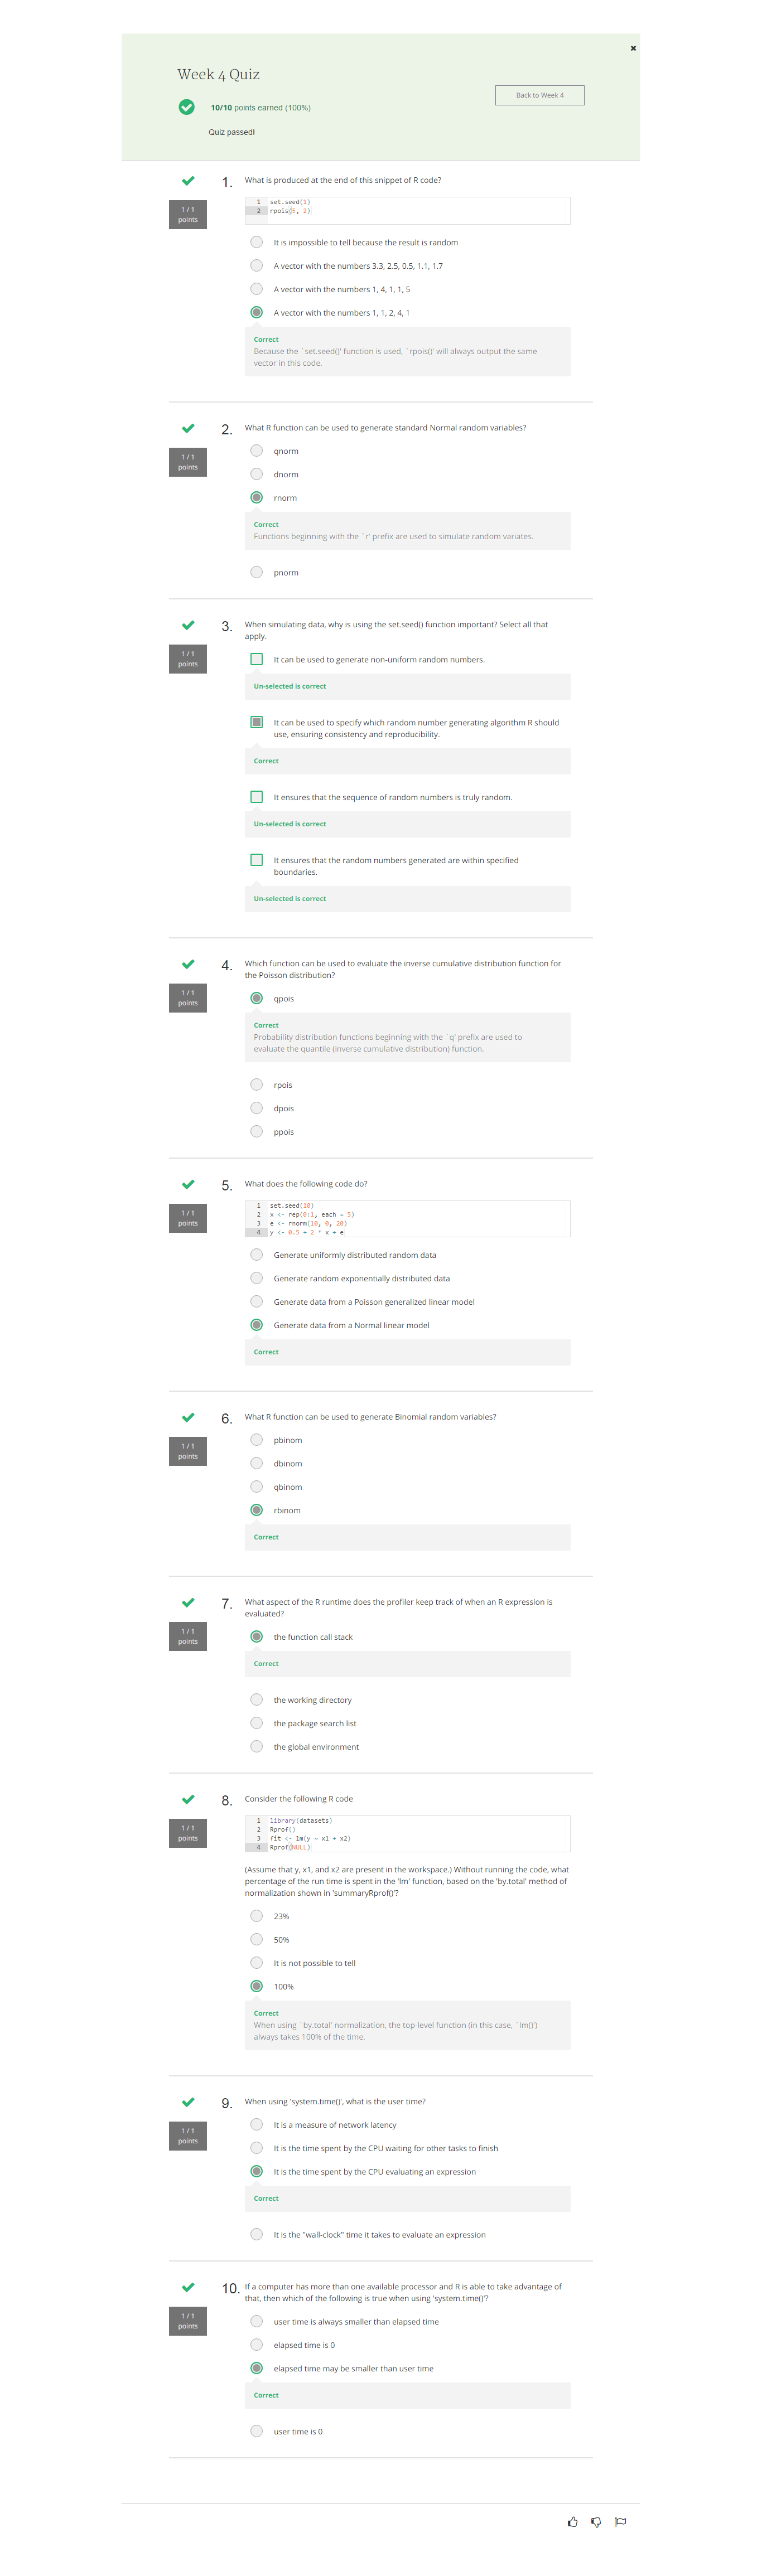 Week 4 Quiz
Back to Week 4
10/10 points earned (100%)
Quiz passed!
1 / 1
points
1.
What is produced at the end of this snippet of R code?
1 set.seed(1)
2 rpois(5, 2)
It is impossible to tell because the result is random
A vector with the numbers 3.3, 2.5, 0.5, 1.1, 1.7
A vector with the numbers 1, 4, 1, 1, 5
A vector with the numbers 1, 1, 2, 4, 1
Correct
Because the `set.seed()' function is used, `rpois()' will always output the same
vector in this code.
1 / 1
points
2.
What R function can be used to generate standard Normal random variables?
qnorm
dnorm
rnorm
Correct
Functions beginning with the `r' prefix are used to simulate random variates.
pnorm
1 / 1
points
3.
When simulating data, why is using the set.seed() function important? Select all that
apply.
It can be used to generate non-uniform random numbers.
Un-selected is correct
It can be used to specify which random number generating algorithm R should
use, ensuring consistency and reproducibility.
Correct
It ensures that the sequence of random numbers is truly random.
Un-selected is correct
It ensures that the random numbers generated are within specified
boundaries.
Un-selected is correct
1 / 1
points
4.
Which function can be used to evaluate the inverse cumulative distribution function for
the Poisson distribution?
qpois
Correct
Probability distribution functions beginning with the `q' prefix are used to
evaluate the quantile (inverse cumulative distribution) function.
rpois
dpois
ppois
1 / 1
points
5.
What does the following code do?
1 set.seed(10)
2 x <- rep(0:1, each = 5)
3 e <- rnorm(10, 0, 20)
4 y <- 0.5 + 2 * x + e
Generate uniformly distributed random data
Generate random exponentially distributed data
Generate data from a Poisson generalized linear model
Generate data from a Normal linear model
Correct
1 / 1
points
6.
What R function can be used to generate Binomial random variables?
pbinom
dbinom
qbinom
rbinom
Correct
1 / 1
points
7.
What aspect of the R runtime does the profiler keep track of when an R expression is
evaluated?
the function call stack
Correct
the working directory
the package search list
the global environment
1 / 1
points
8.
Consider the following R code
1 library(datasets)
2 Rprof()
3 fit <- lm(y ~ x1 + x2)
4 Rprof(NULL)
(Assume that y, x1, and x2 are present in the workspace.) Without running the code, what
percentage of the run time is spent in the 'lm' function, based on the 'by.total' method of
normalization shown in 'summaryRprof()'?
23%
50%
It is not possible to tell
100%
Correct
When using `by.total' normalization, the top-level function (in this case, `lm()')
always takes 100% of the time.
1 / 1
points
9.
When using 'system.time()', what is the user time?
It is a measure of network latency
It is the time spent by the CPU waiting for other tasks to finish
It is the time spent by the CPU evaluating an expression
Correct
It is the "wall-clock" time it takes to evaluate an expression
1 / 1
points
10.
If a computer has more than one available processor and R is able to take advantage of
that, then which of the following is true when using 'system.time()'?
user time is always smaller than elapsed time
elapsed time is 0
elapsed time may be smaller than user time
Correct
user time is 0